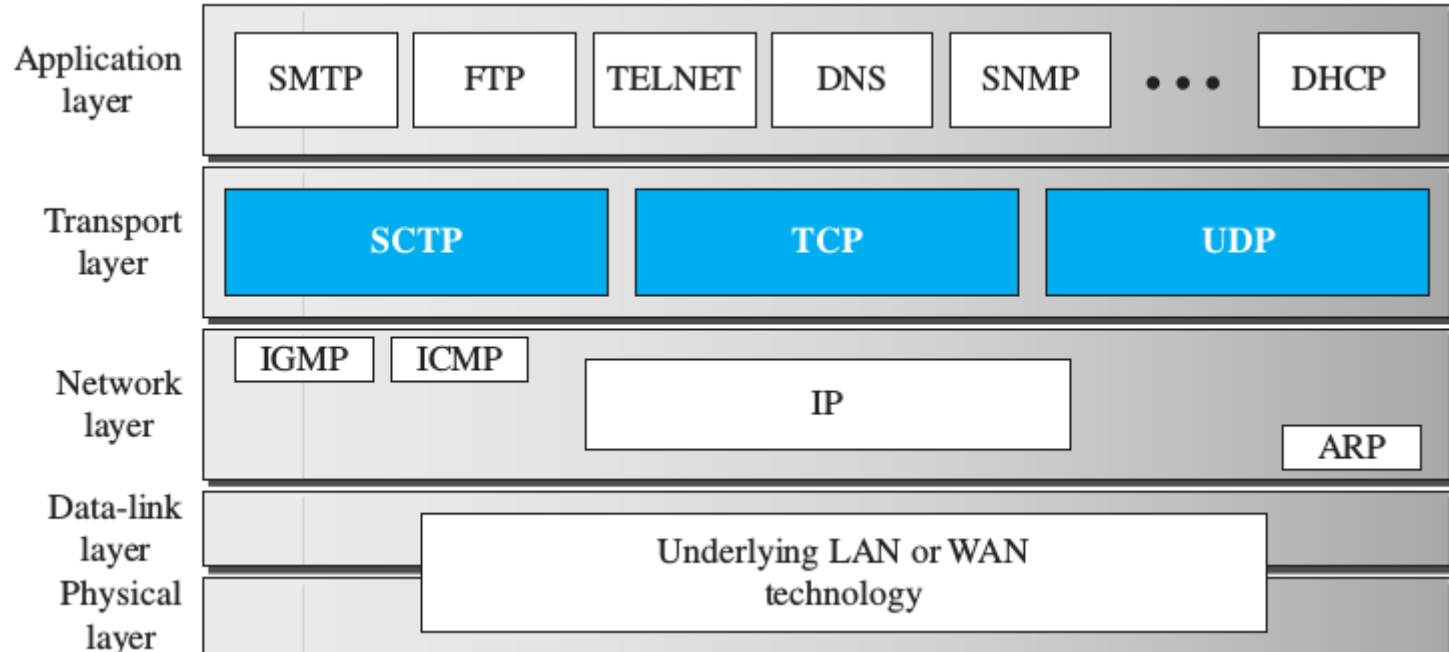 Application
layer
SMTP
FTP
TELNET
DNS
SNMP
• • •
DHCP
Transport
layer
SCTP
TCP
UDP
Network
layer
IGMP
ICMP
IP
ARP
Data-link
layer
Physical
layer
Underlying LAN or WAN
technology